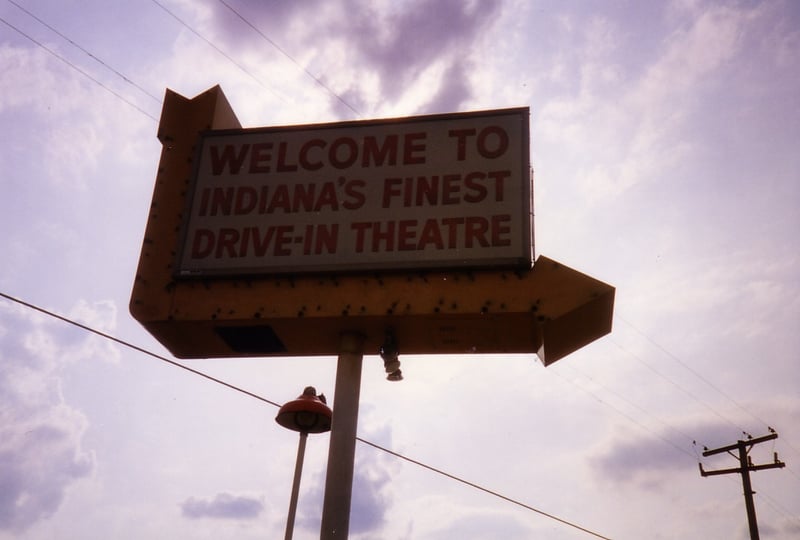 WELCOME TO
INDIANA'S FINEST
DRIVE-IN THEATRE